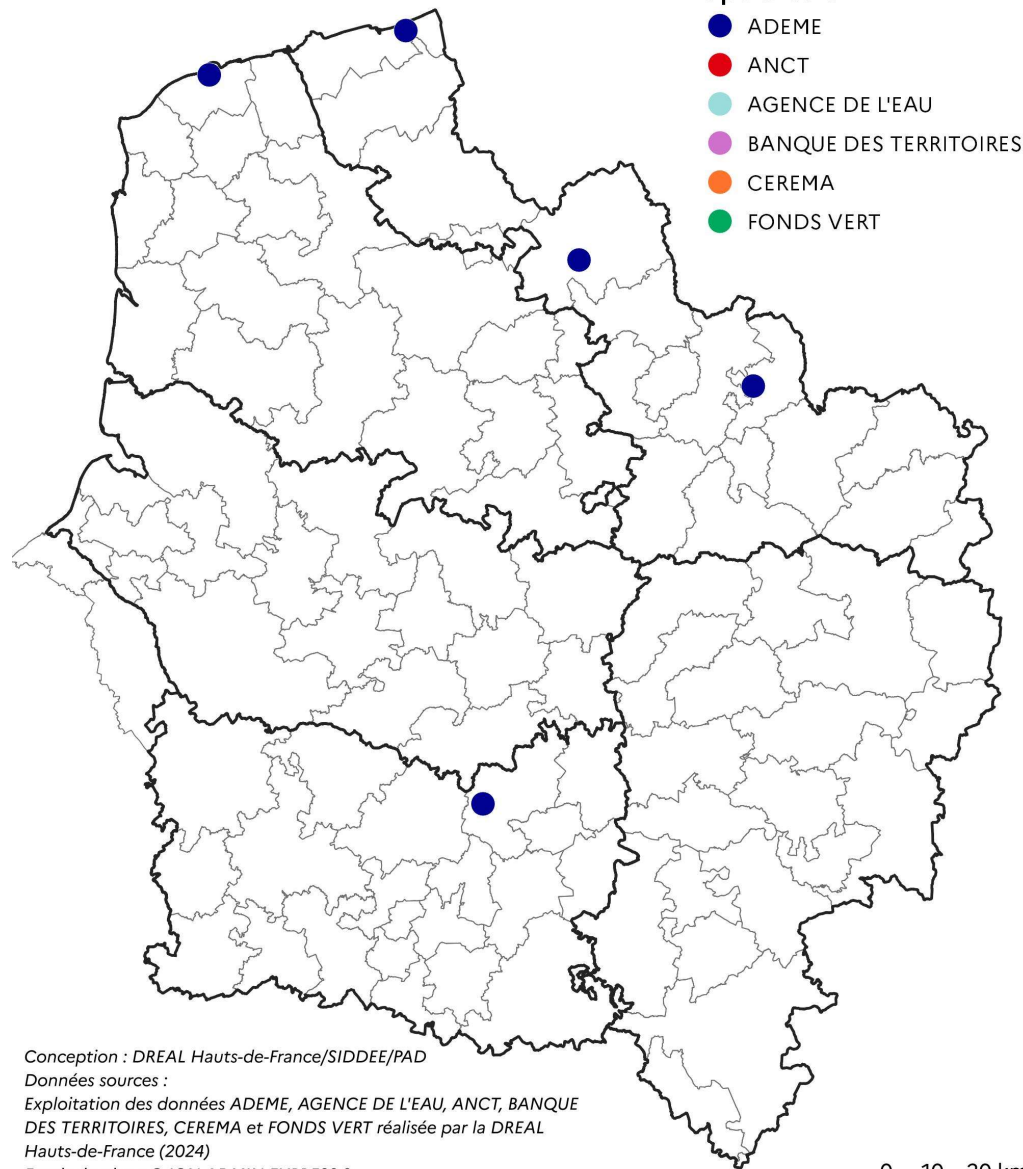 ADEME
ANCT
AGENCE DE L'EAU
BANQUE DES TERRITOIRES
CEREMA
FONDS VERT
Conception : DREAL Hauts-de-France/SIDDEE/PAD
Données sources :
Exploitation des données ADEME, AGENCE DE L'EAU, ANCT, BANQUE
DES TERRITOIRES, CEREMA et FONDS VERT réalisée par la DREAL
Hauts-de-France (2024)
0 10 20 km